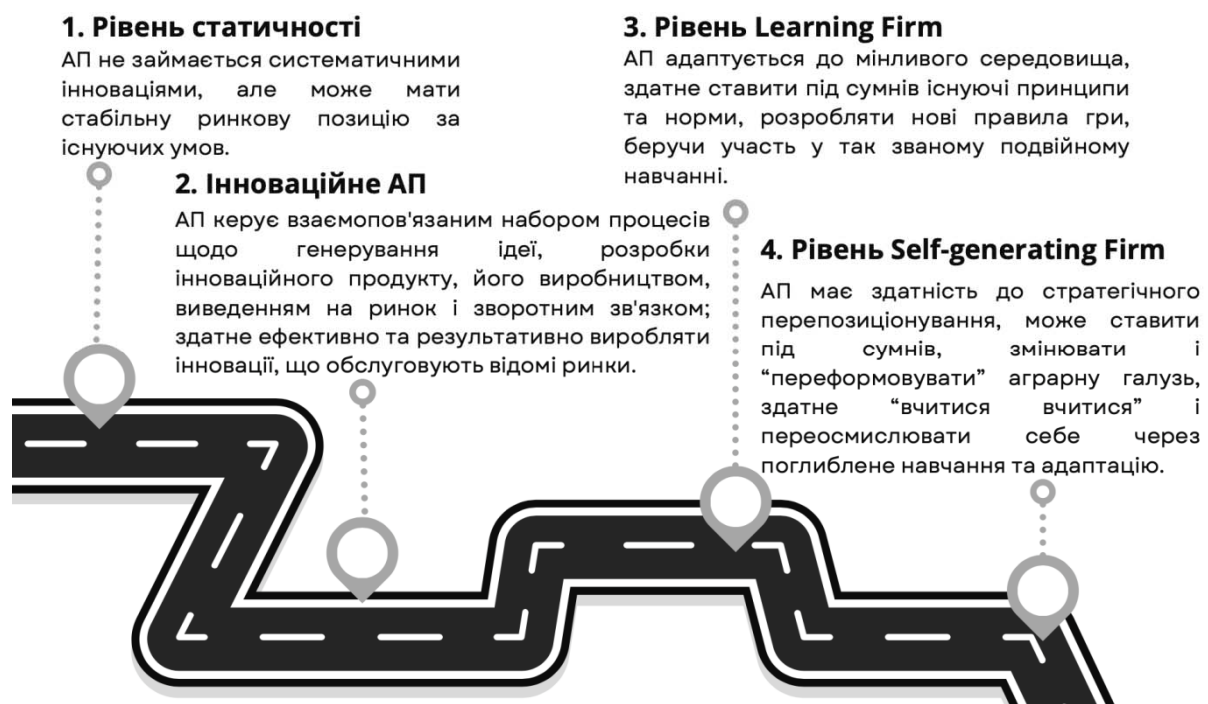 1. Рівень статичності
АП не займається систематичними
інноваціями, але може мати
стабільну ринкову позицію за
існуючих умов.
2. Інноваційне АП
АП керує взаємопов'язаним набором процесів
щодо генерування ідеї, розробки
інноваційного продукту, його виробництвом,
виведенням на ринок і зворотним зв'язком;
здатне ефективно та результативно виробляти
інновації, що обслуговують відомі ринки.
3. Рівень Learning Firm
АП адаптується до мінливого середовища,
здатне ставити під сумнів існуючі принципи
та норми, розробляти нові правила гри,
беручи участь у так званому подвійному
навчанні.
4. Рівень Self-generating Firm
АП має здатність до стратегічного
перепозиціонування, може ставити
під сумнів, змінювати і
“переформовувати” аграрну галузь,
здатне “вчитися вчитися” і
переосмислювати себе через
поглиблене навчання та адаптацію.